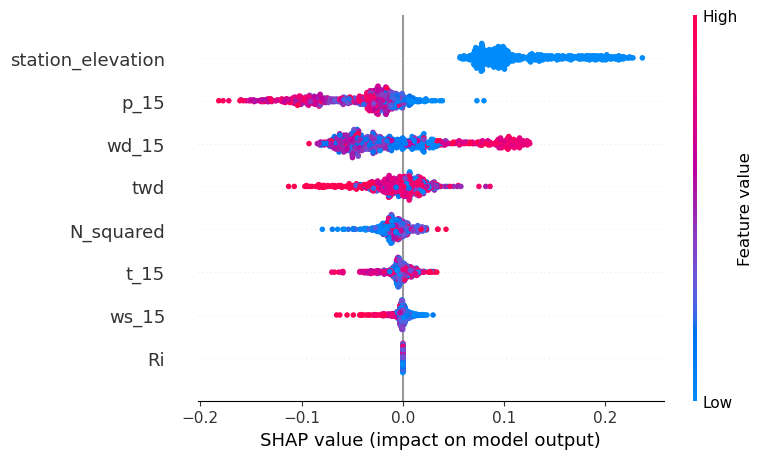 High
station_elevation
p_15
wd_15
twd
N_squared
t_15
ws_15
Ri
Feature value
Low
−0.2 −0.1 0.0 0.1 0.2
SHAP value (impact on model output)